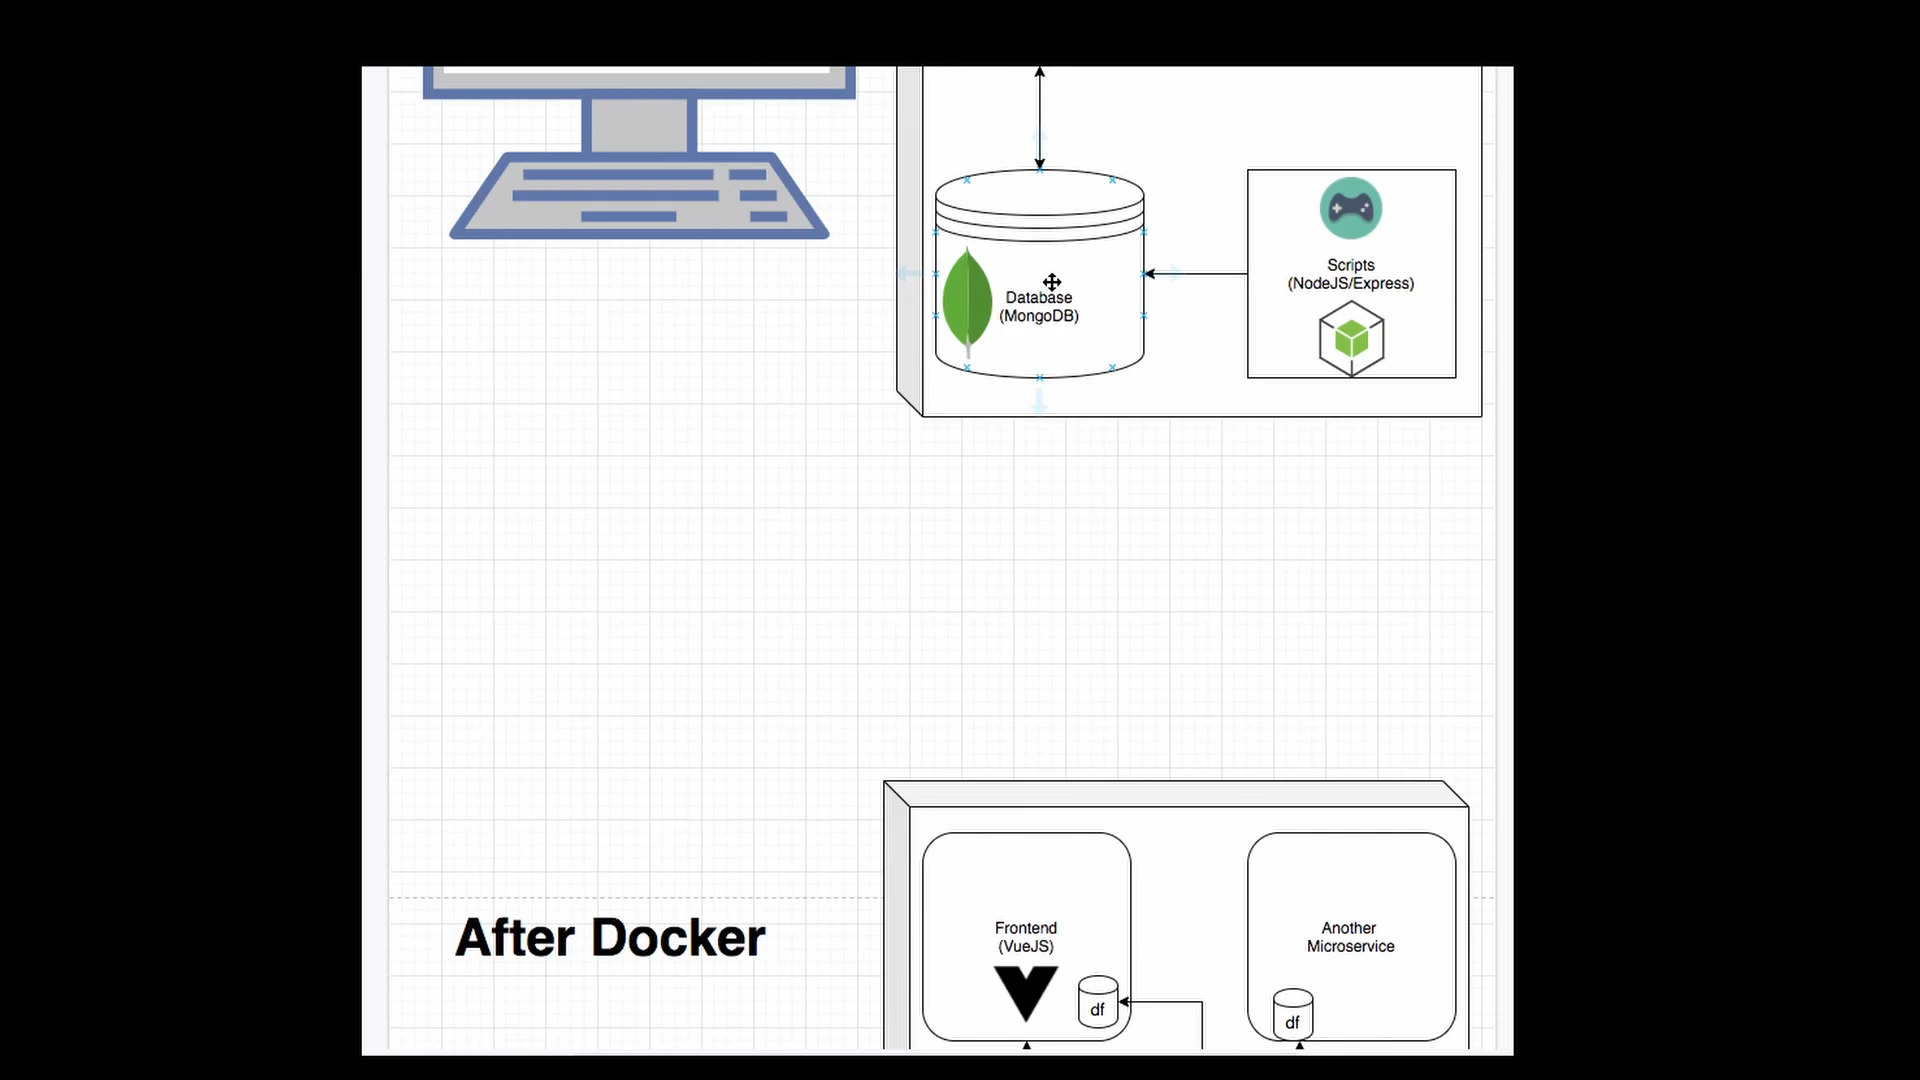 Database
(MongoDB)
Scripts
(NodeJS/Express)
After Docker
Frontend
(VueJS)
df
Another
Microservice
df